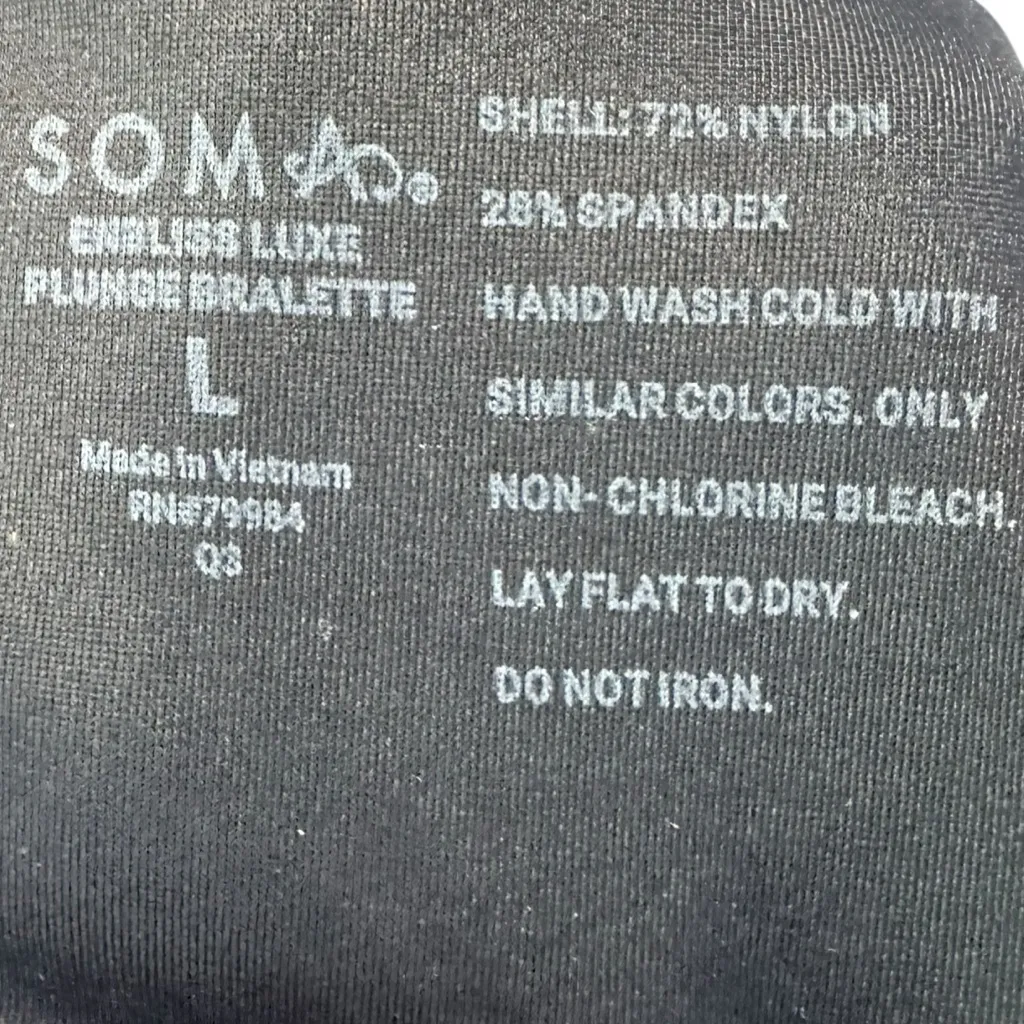 SOMA®
ENBLISS LUXE
PLUNGE BRALETTE
L
Made in Vietnam
RN#79984
Q3
SHELL: 72% NYLON
28% SPANDEX
HAND WASH COLD WITH
SIMILAR COLORS. ONLY
NON- CHLORINE BLEACH.
LAY FLAT TO DRY.
DO NOT IRON.